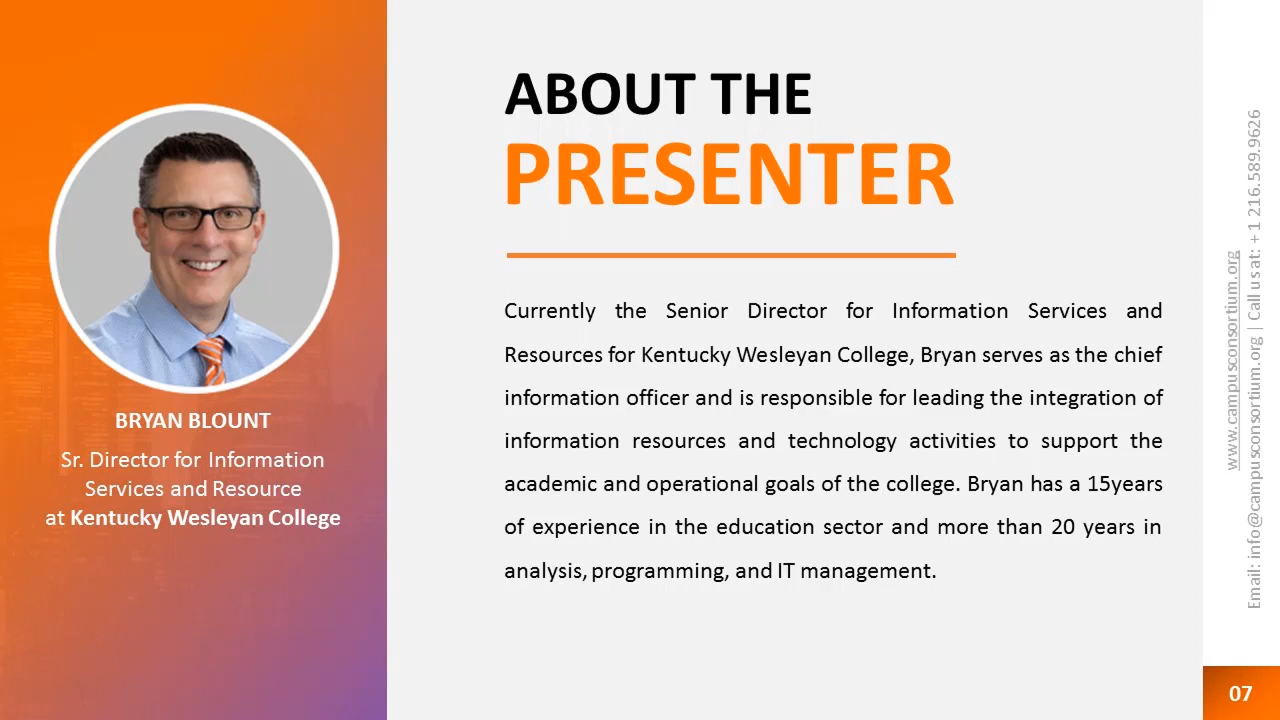 ABOUT THE
PRESENTER
BRYAN BLOUNT
Sr. Director for Information
Services and Resource
at Kentucky Wesleyan College
Currently the Senior Director for Information Services and
Resources for Kentucky Wesleyan College, Bryan serves as the chief
information officer and is responsible for leading the integration of
information resources and technology activities to support the
academic and operational goals of the college. Bryan has a 15years
of experience in the education sector and more than 20 years in
analysis, programming, and IT management.
www.campusconsortium.org
Email: info@campusconsortium.org | Call us at: + 1 216.589.9626
07